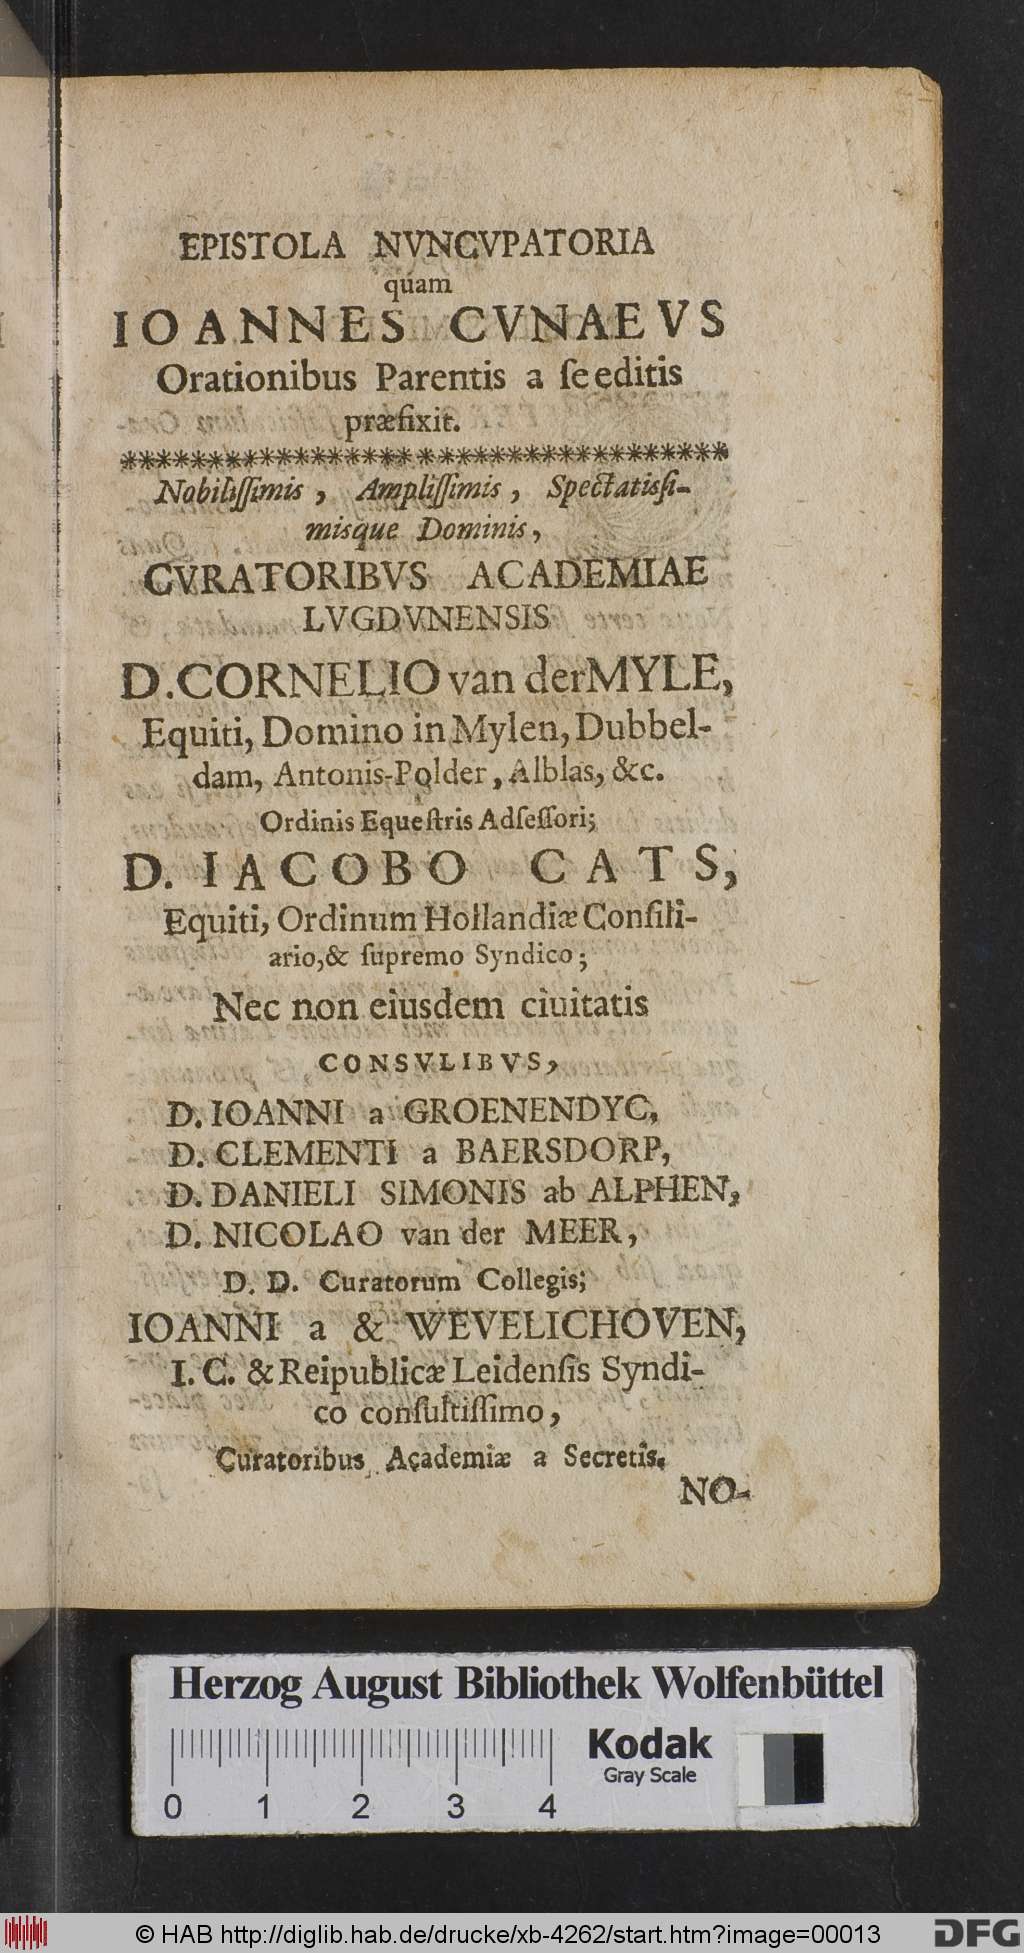 EPISTOLA NVNCVPATORIA
quam
IOANNES CVNAEVS
Orationibus Parentis a ſe editis
præfixit.
Nobiliſſimis, Ampliſſimis, Spectatisſi-
misque Dominis,
CVRATORIBVS ACADEMIAE
LVGDVNENSIS
D. CORNELIO van der MYLE,
Equiti, Domino in Mylen, Dubbel-
dam, Antonis-Polder, Alblas, &c.
Ordinis Equeſtris Adſeſſori;
D. IACOBO CATS,
Equiti, Ordinum Hollandiæ Conſili-
ario, & ſupremo Syndico;
Nec non eiusdem ciuitatis
CONSVLIBVS,
D. IOANNI a GROENENDYC,
D. CLEMENTI a BAERSDORP,
D. DANIELI SIMONIS ab ALPHEN,
D. NICOLAO van der MEER,
D. D. Curatorum Collegis;
IOANNI a & WEVELICHOVEN,
I. C. & Reipublicæ Leidenſis Syndi-
co conſultiſſimo,
Curatoribus Academiæ a Secretis.
NO-
Herzog August Bibliothek Wolfenbüttel
Kodak
Gray Scale
0 1 2 3 4
© HAB http://diglib.hab.de/drucke/xb-4262/start.htm?image=00013
DFG